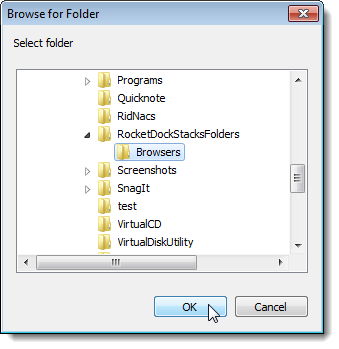 Browse for Folder
Select folder
Programs
Quicknote
RidNacs
RocketDockStacksFolders
Browsers
Screenshots
SnagIt
test
VirtualCD
VirtualDiskUtility
OK
Cancel